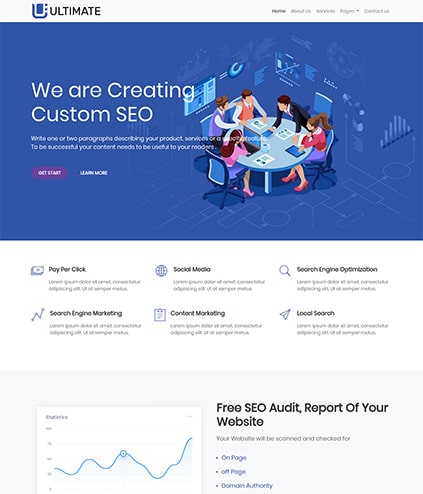 ULTIMATE
Home About Us Services Pages Contact us
We are Creating
Custom SEO
Write one or two paragraphs describing your product, services or a specific feature.
To be successful your content needs to be useful to your readers.
GET START LEARN MORE
Pay Per Click
Lorem ipsum dolor sit amet, consectetur
adipiscing elit. Ut at semper metus.
Social Media
Lorem ipsum dolor sit amet, consectetur
adipiscing elit. Ut at semper metus.
Search Engine Optimization
Lorem ipsum dolor sit amet, consectetur
adipiscing elit. Ut at semper metus.
Search Engine Marketing
Lorem ipsum dolor sit amet, consectetur
adipiscing elit. Ut at semper metus.
Content Marketing
Lorem ipsum dolor sit amet, consectetur
adipiscing elit. Ut at semper metus.
Local Search
Lorem ipsum dolor sit amet, consectetur
adipiscing elit. Ut at semper metus.
Statistics
Free SEO Audit, Report Of Your
Website
Your Website will be scanned and checked for
On Page
off Page
Domain Authority